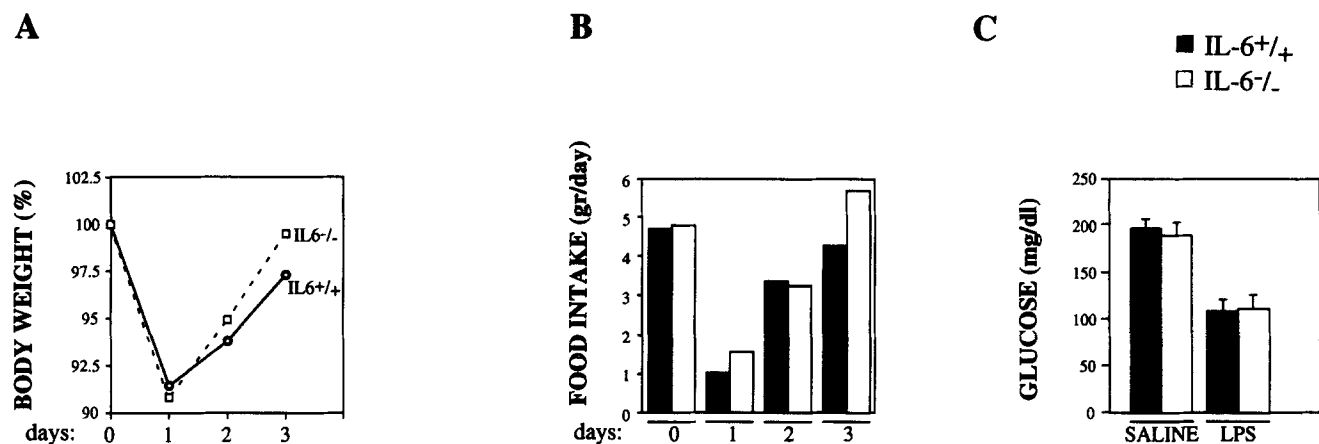 A
BODY WEIGHT (%)
102.5
100
97.5
95
92.5
90
IL6-/-
IL6+/+
days: 0 1 2 3
B
FOOD INTAKE (gr/day)
6
5
4
3
2
1
0
days: 0 1 2 3
C
IL-6+/+
IL-6-/-
GLUCOSE (mg/dl)
250
200
150
100
50
0
SALINE LPS